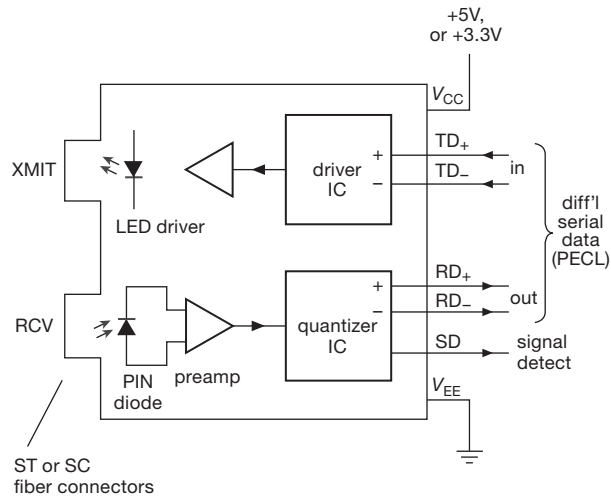 +5V,
or +3.3V
VCC
XMIT
LED driver
driver
IC
+
−
TD+
TD−
in
diff'l
serial
data
(PECL)
RCV
PIN
diode
preamp
quantizer
IC
+
−
RD+
RD−
out
SD
signal
detect
VEE
ST or SC
fiber connectors